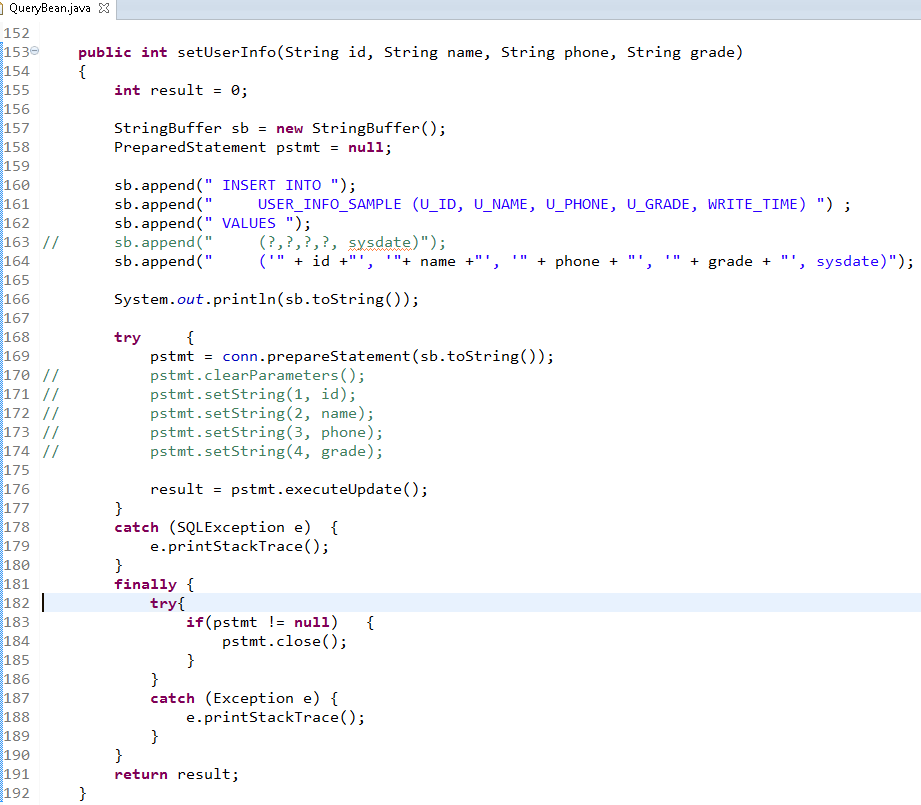 QueryBean.java
152
153 public int setUserInfo(String id, String name, String phone, String grade)
154 {
155 int result = 0;
156
157 StringBuffer sb = new StringBuffer();
158 PreparedStatement pstmt = null;
159
160 sb.append(" INSERT INTO ");
161 sb.append("     USER_INFO_SAMPLE (U_ID, U_NAME, U_PHONE, U_GRADE, WRITE_TIME) ") ;
162 sb.append(" VALUES ");
163 // sb.append("     (?,?,?,?, sysdate)");
164 sb.append("     ('" + id +"', '"+ name +"', '" + phone + "', '" + grade + "', sysdate)");
165
166 System.out.println(sb.toString());
167
168 try     {
169 pstmt = conn.prepareStatement(sb.toString());
170 // pstmt.clearParameters();
171 // pstmt.setString(1, id);
172 // pstmt.setString(2, name);
173 // pstmt.setString(3, phone);
174 // pstmt.setString(4, grade);
175
176 result = pstmt.executeUpdate();
177 }
178 catch (SQLException e)  {
179 e.printStackTrace();
180 }
181 finally {
182 try{
183 if(pstmt != null)   {
184 pstmt.close();
185 }
186 }
187 catch (Exception e) {
188 e.printStackTrace();
189 }
190 }
191 return result;
192 }